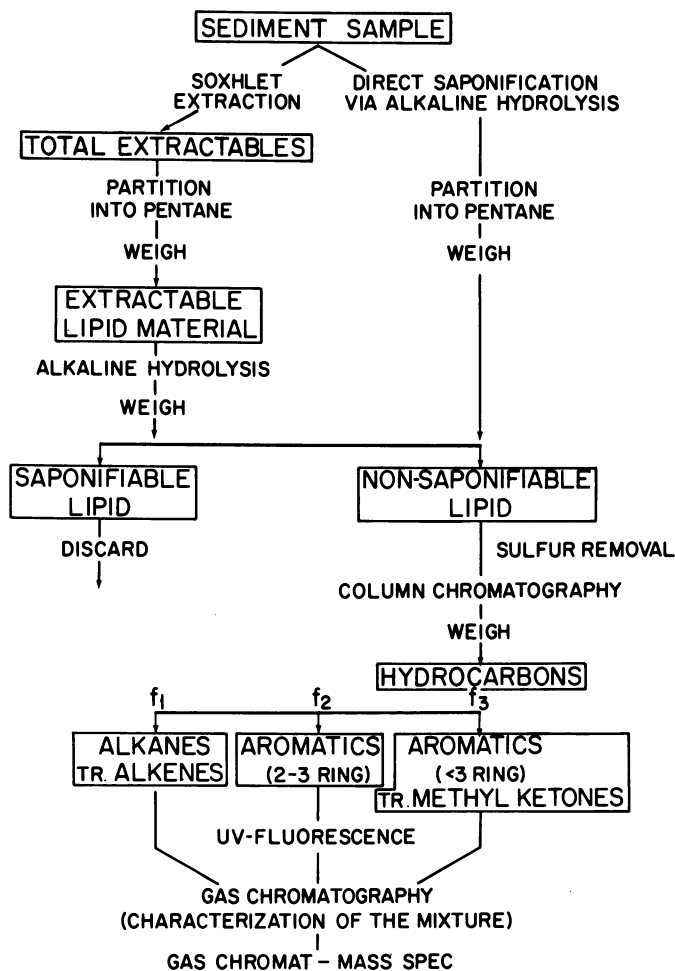 SEDIMENT SAMPLE
SOXHLET
EXTRACTION
DIRECT SAPONIFICATION
VIA ALKALINE HYDROLYSIS
TOTAL EXTRACTABLES
PARTITION
INTO PENTANE
WEIGH
PARTITION
INTO PENTANE
WEIGH
EXTRACTABLE
LIPID MATERIAL
ALKALINE HYDROLYSIS
WEIGH
SAPONIFIABLE
LIPID
NON-SAPONIFIABLE
LIPID
DISCARD
SULFUR REMOVAL
COLUMN CHROMATOGRAPHY
WEIGH
HYDROCARBONS
f1
f2
f3
ALKANES
TR. ALKENES
AROMATICS
(2-3 RING)
AROMATICS
(<3 RING)
TR. METHYL KETONES
UV-FLUORESCENCE
GAS CHROMATOGRAPHY
(CHARACTERIZATION OF THE MIXTURE)
GAS CHROMAT - MASS SPEC